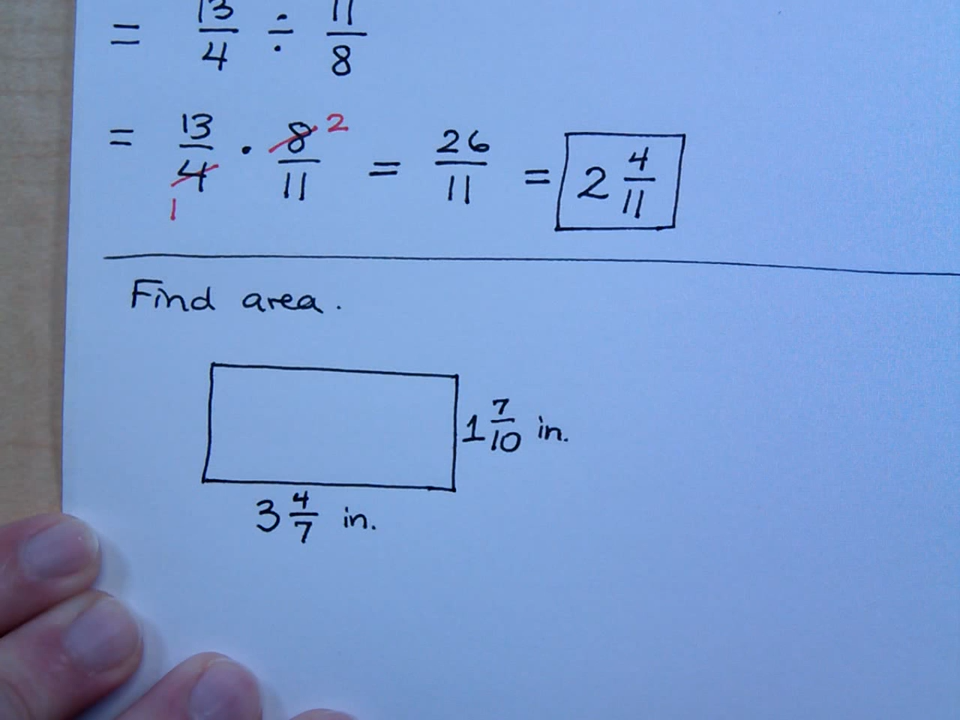 = 13/4 ÷ 11/8
= 13/4 · 8/11 = 26/11 = 2 4/11
2
1
Find area.
1 7/10 in.
3 4/7 in.